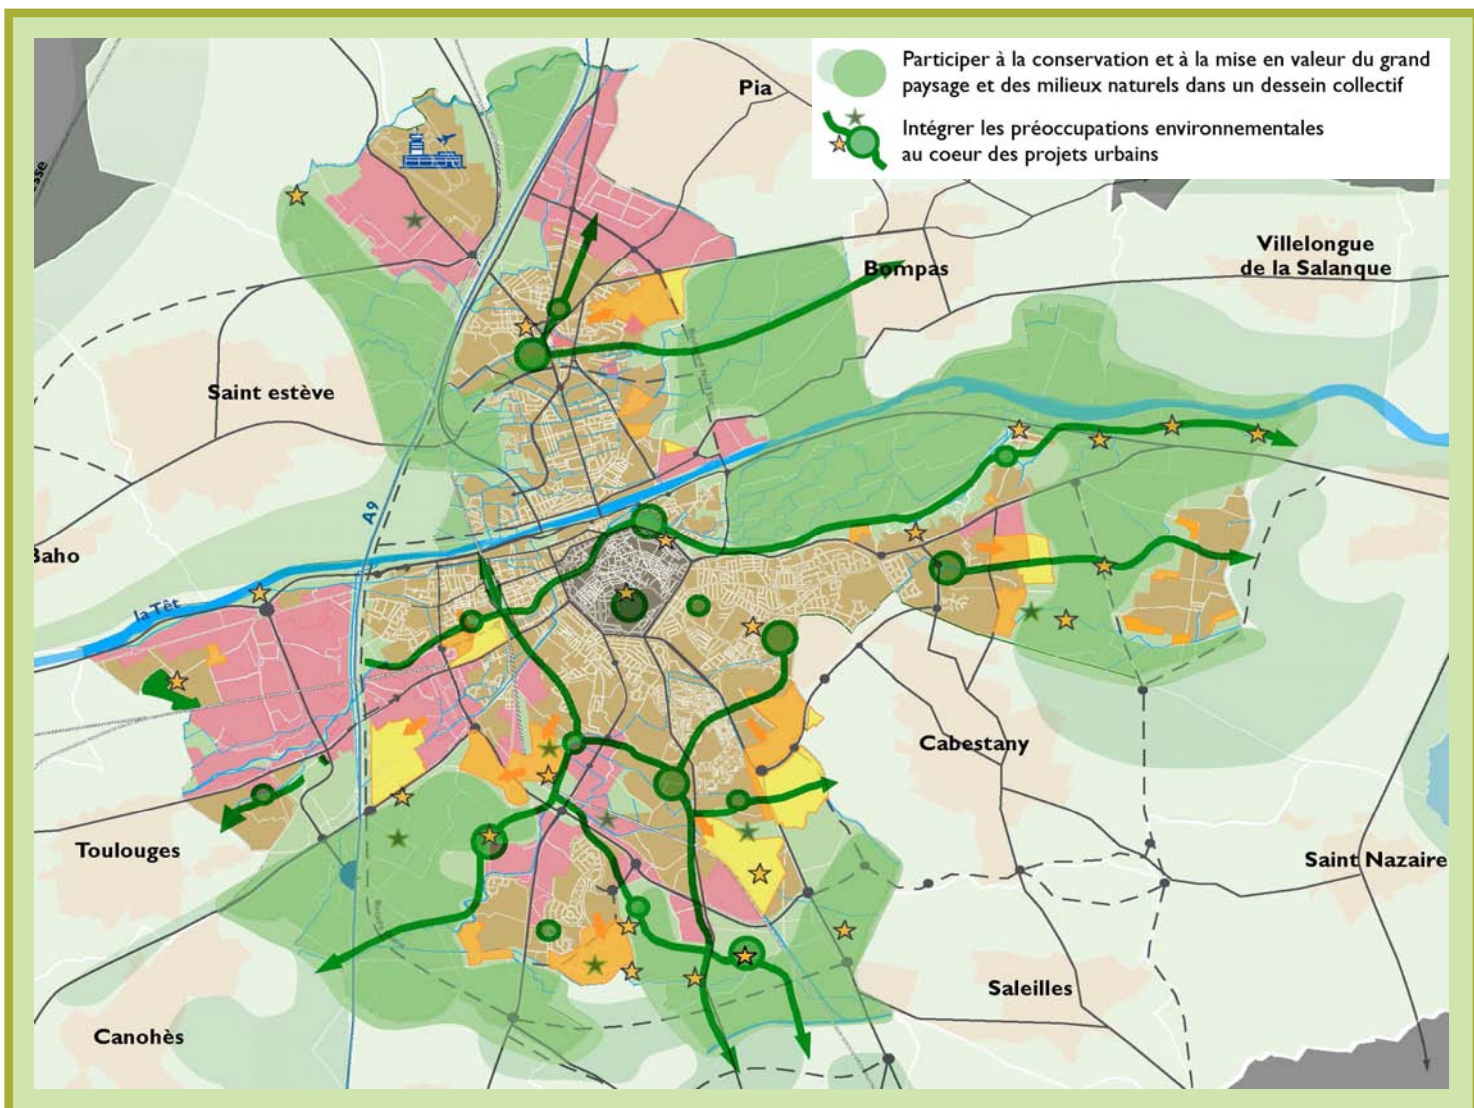 Participer à la conservation et à la mise en valeur du grand
paysage et des milieux naturels dans un dessein collectif
Intégrer les préoccupations environnementales
au coeur des projets urbains
Pia
esse
Villelongue
de la Salanque
Bompas
Saint estève
A9
Baho
la Têt
Cabestany
Toulouges
Saint Nazaire
Saleilles
Canohès